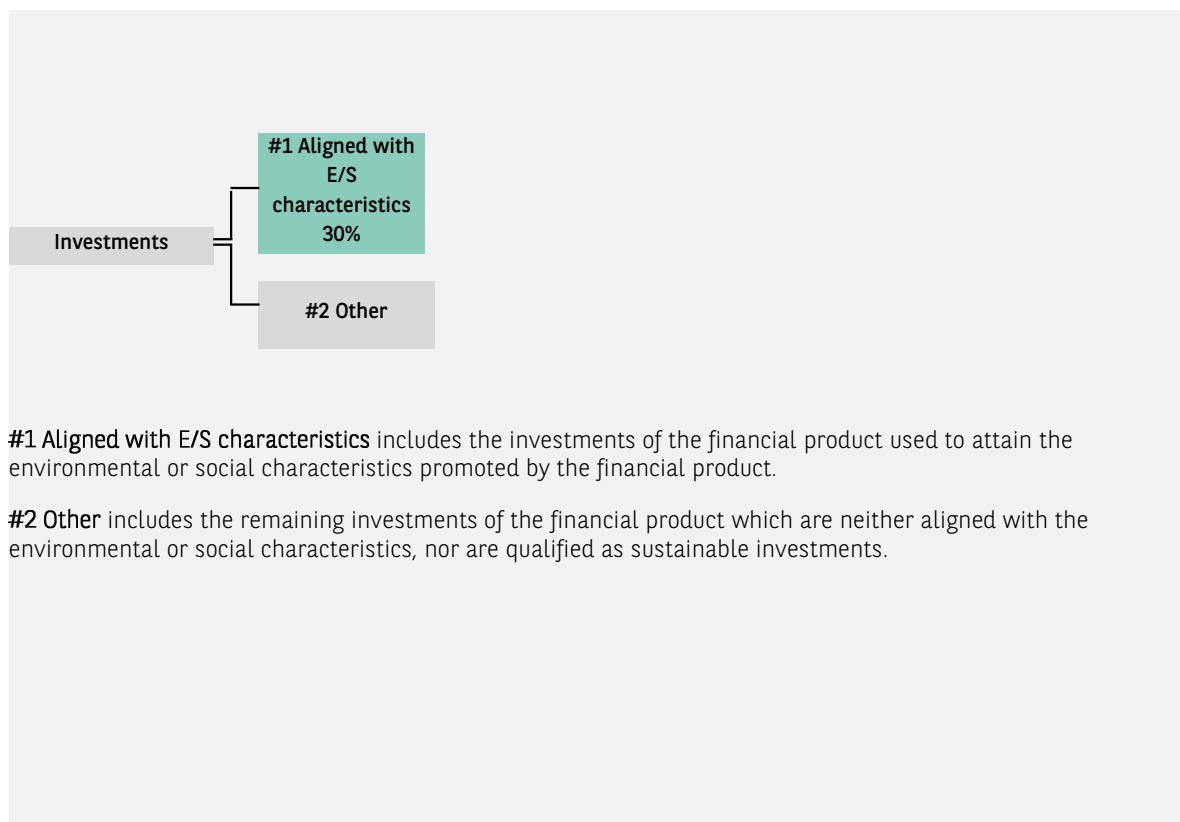 #1 Aligned with
E/S
characteristics
30%
Investments
#2 Other
#1 Aligned with E/S characteristics includes the investments of the financial product used to attain the
environmental or social characteristics promoted by the financial product.
#2 Other includes the remaining investments of the financial product which are neither aligned with the
environmental or social characteristics, nor are qualified as sustainable investments.